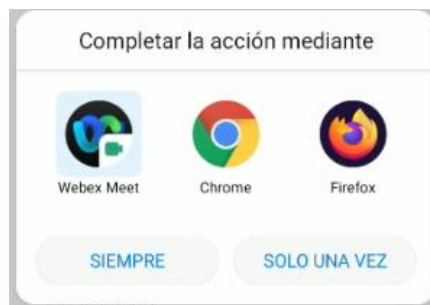 Completar la acción mediante
Webex Meet
Chrome
Firefox
SIEMPRE
SOLO UNA VEZ